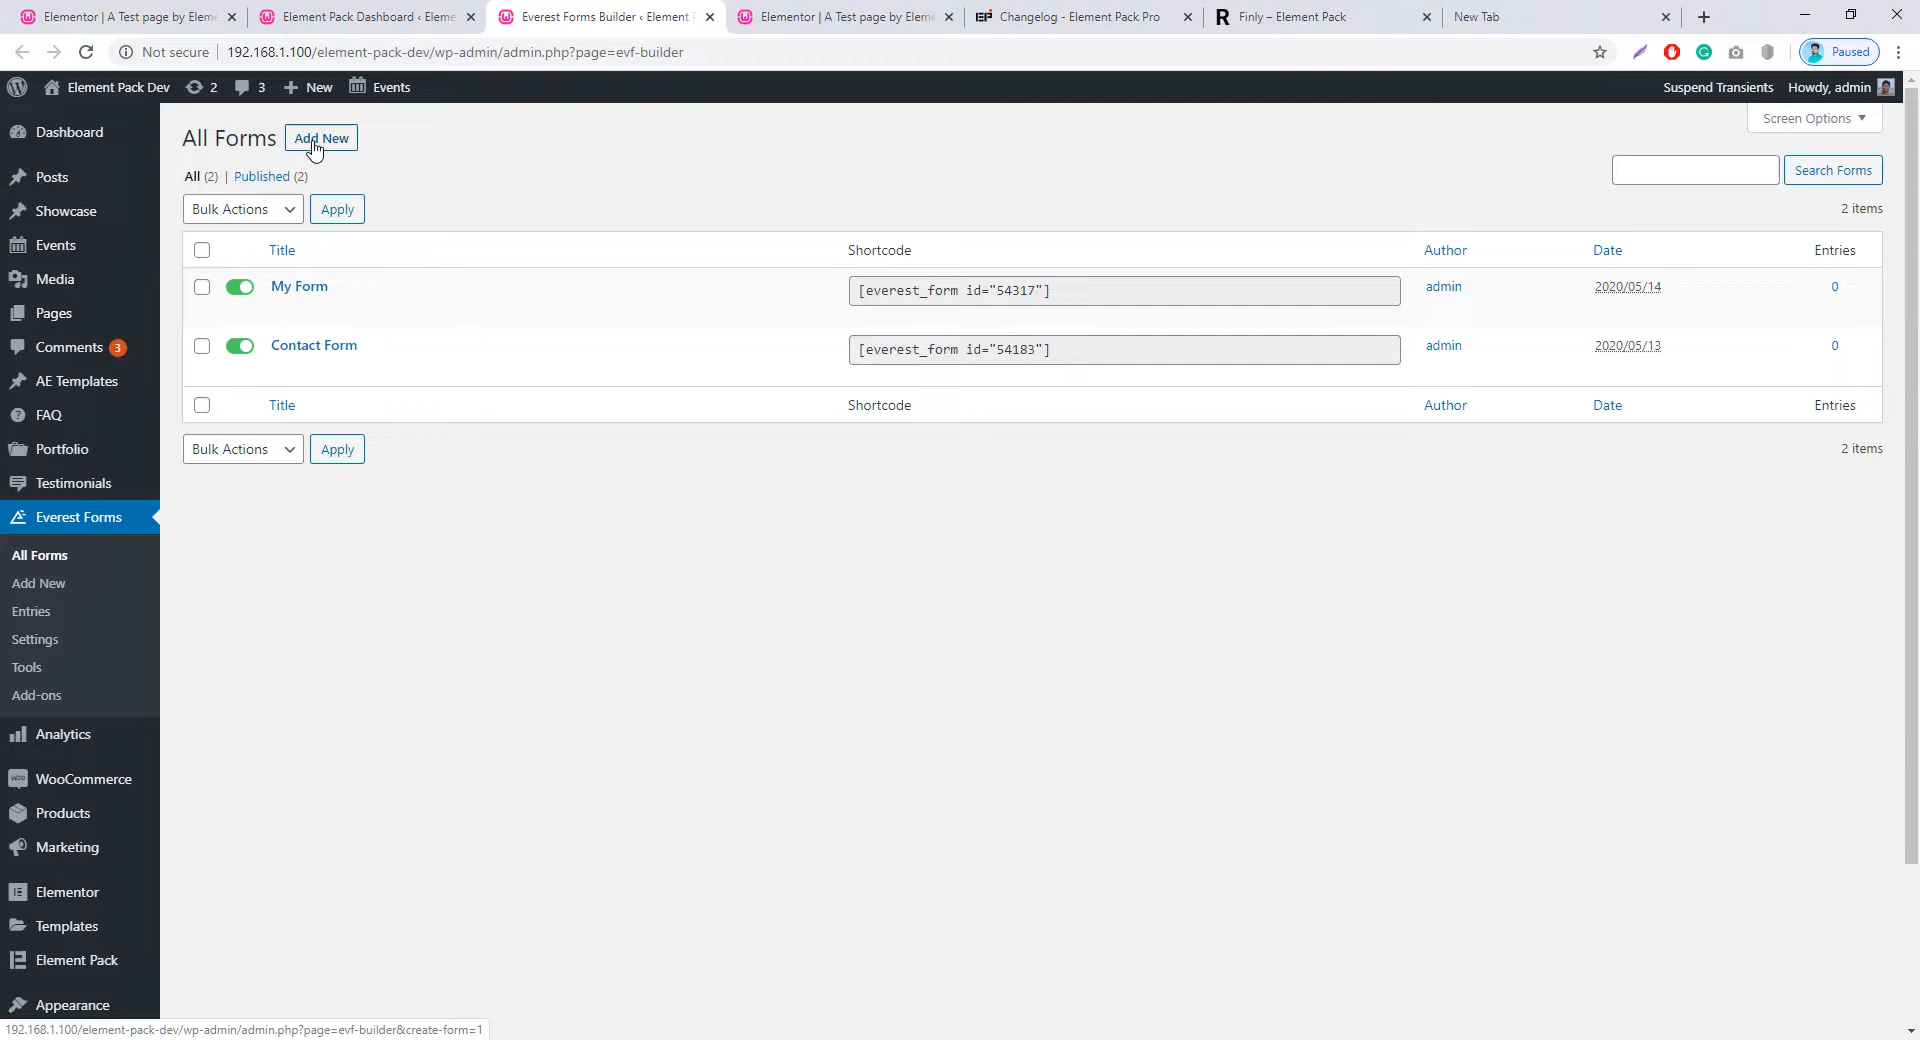 Elementor | A Test page by Eleme
Element Pack Dashboard ‹ Eleme
Everest Forms Builder ‹ Element
Elementor | A Test page by Eleme
Changelog - Element Pack Pro
Finly – Element Pack
New Tab
Not secure
192.168.1.100/element-pack-dev/wp-admin/admin.php?page=evf-builder
Paused
Element Pack Dev
2
3
New
Events
Suspend Transients
Howdy, admin
Dashboard
Posts
Showcase
Events
Media
Pages
Comments 3
AE Templates
FAQ
Portfolio
Testimonials
Everest Forms
All Forms
Add New
Entries
Settings
Tools
Add-ons
Analytics
WooCommerce
Products
Marketing
Elementor
Templates
Element Pack
Appearance
All Forms
Add New
Screen Options
All (2) | Published (2)
Search Forms
Bulk Actions
Apply
2 items
Title Shortcode Author Date Entries
My Form [everest_form id="54317"] admin 2020/05/14 0
Contact Form [everest_form id="54183"] admin 2020/05/13 0
Title Shortcode Author Date Entries
Bulk Actions
Apply
2 items
192.168.1.100/element-pack-dev/wp-admin/admin.php?page=evf-builder&create-form=1